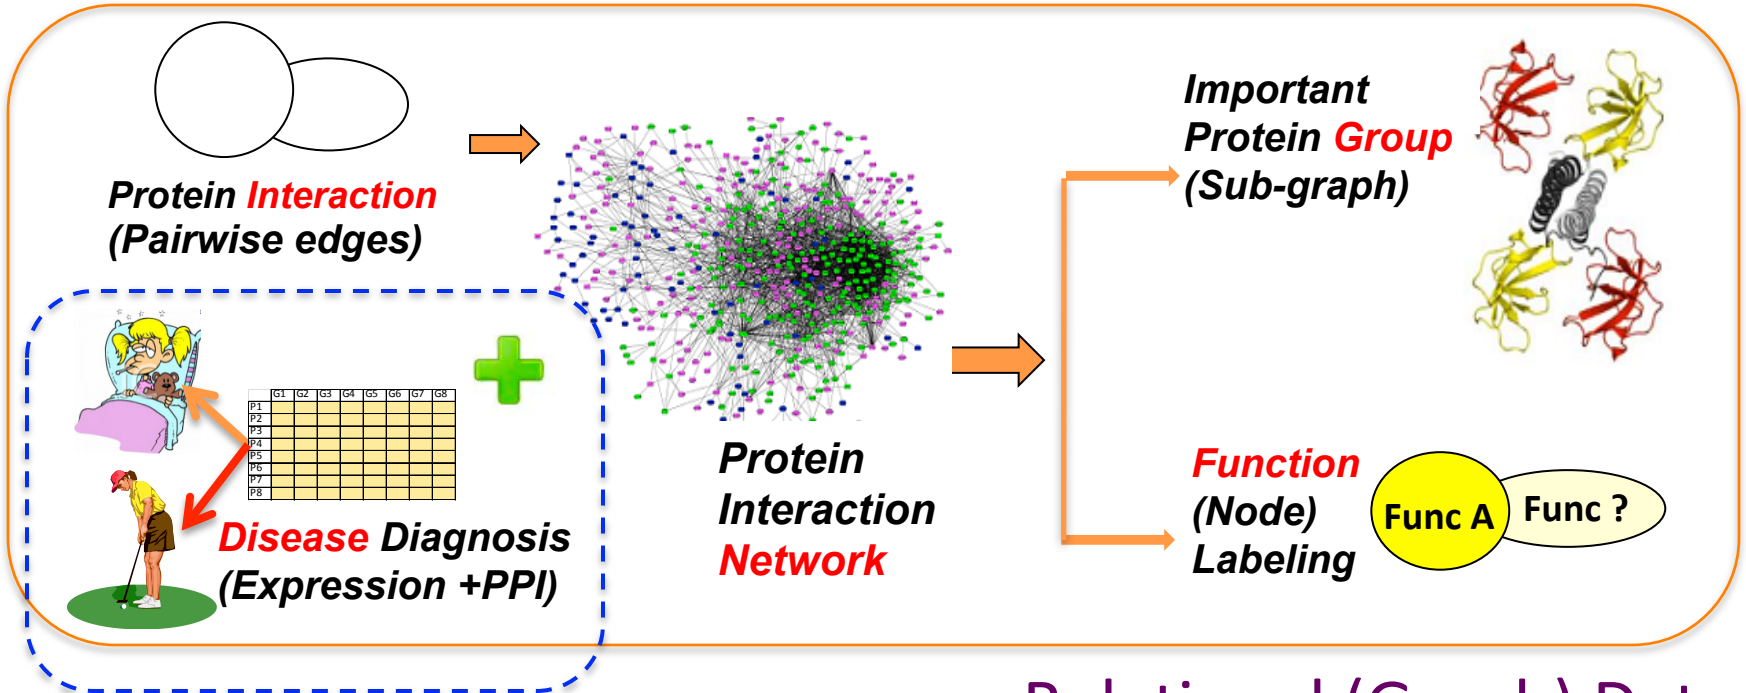 Protein Interaction
(Pairwise edges)
Important
Protein Group
(Sub-graph)
G1 G2 G3 G4 G5 G6 G7 G8
P1
P2
P3
P4
P5
P6
P7
P8
Disease Diagnosis
(Expression +PPI)
Protein
Interaction
Network
Function
(Node)
Labeling
Func A
Func ?